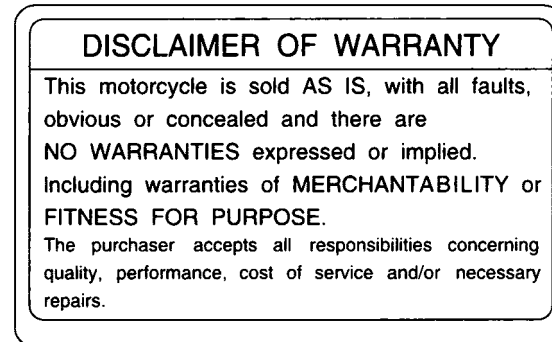 DISCLAIMER OF WARRANTY
This motorcycle is sold AS IS, with all faults,
obvious or concealed and there are
NO WARRANTIES expressed or implied.
Including warranties of MERCHANTABILITY or
FITNESS FOR PURPOSE.
The purchaser accepts all responsibilities concerning
quality, performance, cost of service and/or necessary
repairs.